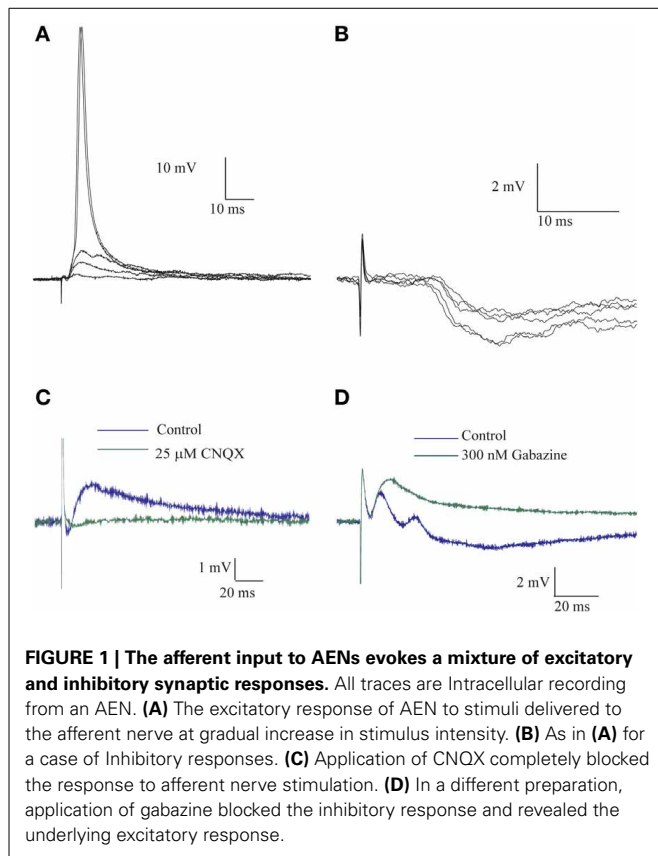 A
B
10 mV
10 ms
2 mV
10 ms
C
D
Control
25 µM CNQX
Control
300 nM Gabazine
1 mV
20 ms
2 mV
20 ms
FIGURE 1 | The afferent input to AENs evokes a mixture of excitatory
and inhibitory synaptic responses. All traces are Intracellular recording
from an AEN. (A) The excitatory response of AEN to stimuli delivered to
the afferent nerve at gradual increase in stimulus intensity. (B) As in (A) for
a case of Inhibitory responses. (C) Application of CNQX completely blocked
the response to afferent nerve stimulation. (D) In a different preparation,
application of gabazine blocked the inhibitory response and revealed the
underlying excitatory response.